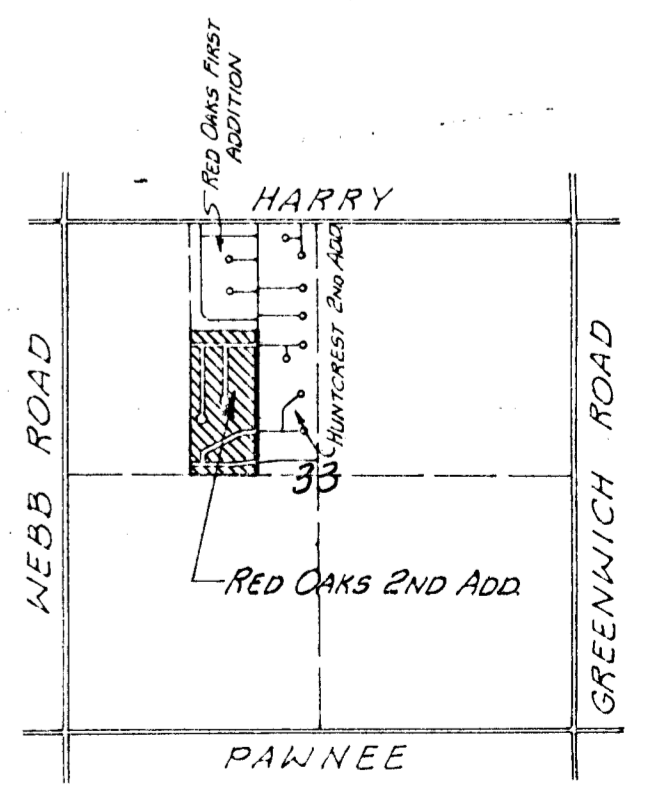 RED OAKS FIRST
ADDITION
HARRY
HUNTCREST 2ND ADD.
WEBB ROAD
GREENWICH ROAD
33
RED OAKS 2ND ADD.
PAWNEE